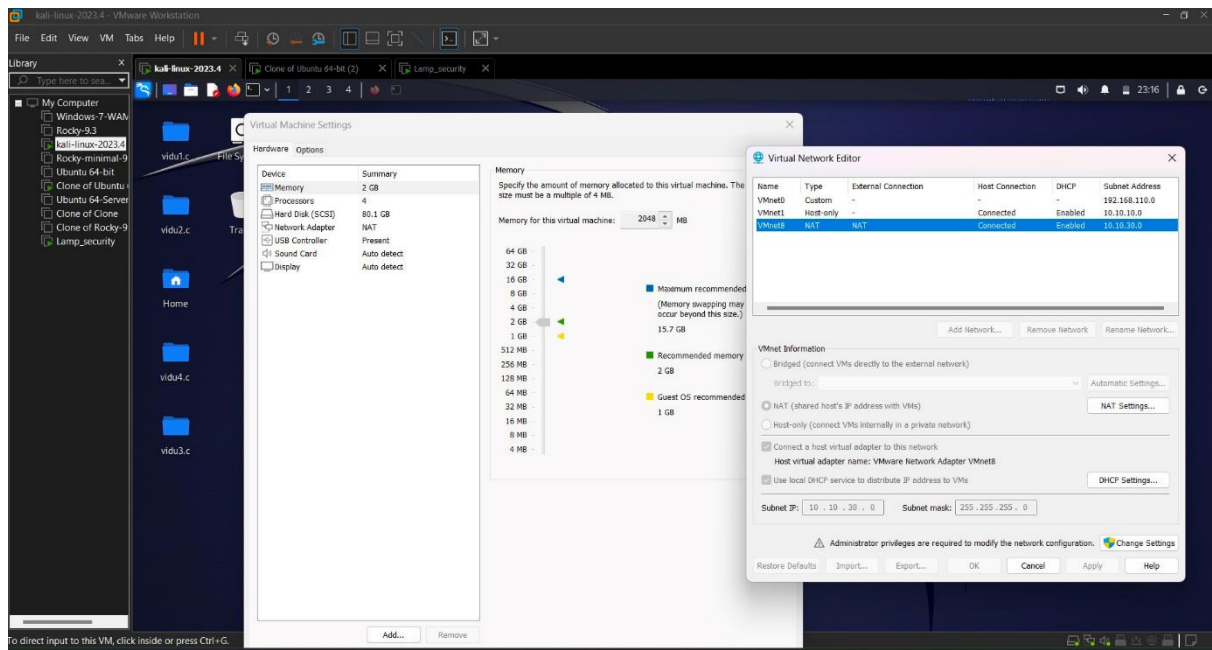 kali-linux-2023.4 - VMware Workstation
File Edit View VM Tabs Help
Library
Type here to sea...
My Computer
Windows-7-WAM
Rocky-9.3
kali-linux-2023.4
Rocky-minimal-9
Ubuntu 64-bit
Clone of Ubuntu
Ubuntu 64-Server
Clone of Clone
Clone of Rocky-9
Lamp_security
kali-linux-2023.4 Clone of Ubuntu 64-bit (2) Lamp_security
1 2 3 4
23:16
vidu1.c
File Sy
vidu2.c
Tra
Home
vidu4.c
vidu3.c
Virtual Machine Settings
Hardware Options
Device Summary
Memory 2 GB
Processors 4
Hard Disk (SCSI) 80.1 GB
Network Adapter NAT
USB Controller Present
Sound Card Auto detect
Display Auto detect
Add... Remove
Memory
Specify the amount of memory allocated to this virtual machine. The
size must be a multiple of 4 MB.
Memory for this virtual machine: 2048 MB
64 GB
32 GB
16 GB
8 GB
4 GB
2 GB
1 GB
512 MB
256 MB
128 MB
64 MB
32 MB
16 MB
8 MB
4 MB
Maximum recommended
(Memory swapping may
occur beyond this size.)
15.7 GB
Recommended memory
2 GB
Guest OS recommended
1 GB
Virtual Network Editor
Name Type External Connection Host Connection DHCP Subnet Address
VMnet0 Custom - - - 192.168.110.0
VMnet1 Host-only - Connected Enabled 10.10.10.0
VMnet8 NAT NAT Connected Enabled 10.10.30.0
Add Network... Remove Network Rename Network...
VMnet Information
Bridged (connect VMs directly to the external network)
Bridged to: Automatic Settings...
NAT (shared host's IP address with VMs) NAT Settings...
Host-only (connect VMs internally in a private network)
Connect a host virtual adapter to this network
Host virtual adapter name: VMware Network Adapter VMnet8
Use local DHCP service to distribute IP address to VMs DHCP Settings...
Subnet IP: 10 . 10 . 30 . 0 Subnet mask: 255 . 255 . 255 . 0
Administrator privileges are required to modify the network configuration. Change Settings
Restore Defaults Import... Export... OK Cancel Apply Help
To direct input to this VM, click inside or press Ctrl+G.